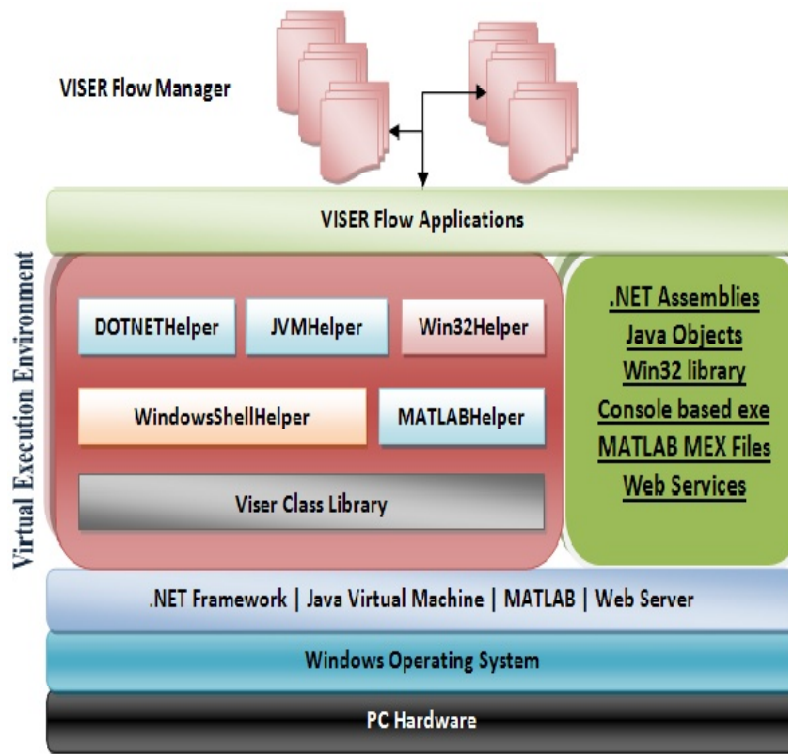 VISER Flow Manager
VISER Flow Applications
Virtual Execution Environment
DOTNETHelper
JVMHelper
Win32Helper
WindowsShellHelper
MATLABHelper
Viser Class Library
.NET Assemblies
Java Objects
Win32 library
Console based exe
MATLAB MEX Files
Web Services
.NET Framework | Java Virtual Machine | MATLAB | Web Server
Windows Operating System
PC Hardware